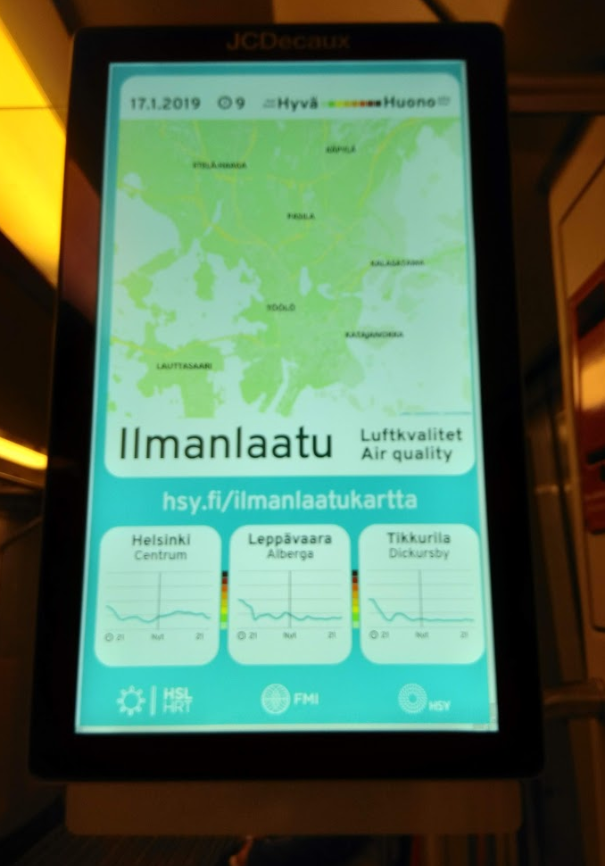 JCDecaux
17.1.2019 9 Hyvä Huono
KÄPYLÄ
ETELÄ-HAAGA
PASILA
KALASATAMA
TÖÖLÖ
KATAJANOKKA
LAUTTASAARI
Ilmanlaatu
Luftkvalitet
Air quality
hsy.fi/ilmanlaatukartta
Helsinki
Centrum
21 Nyt 21
Leppävaara
Alberga
21 Nyt 21
Tikkurila
Dickursby
21 Nyt 21
HSL
HRT
FMI
HSY